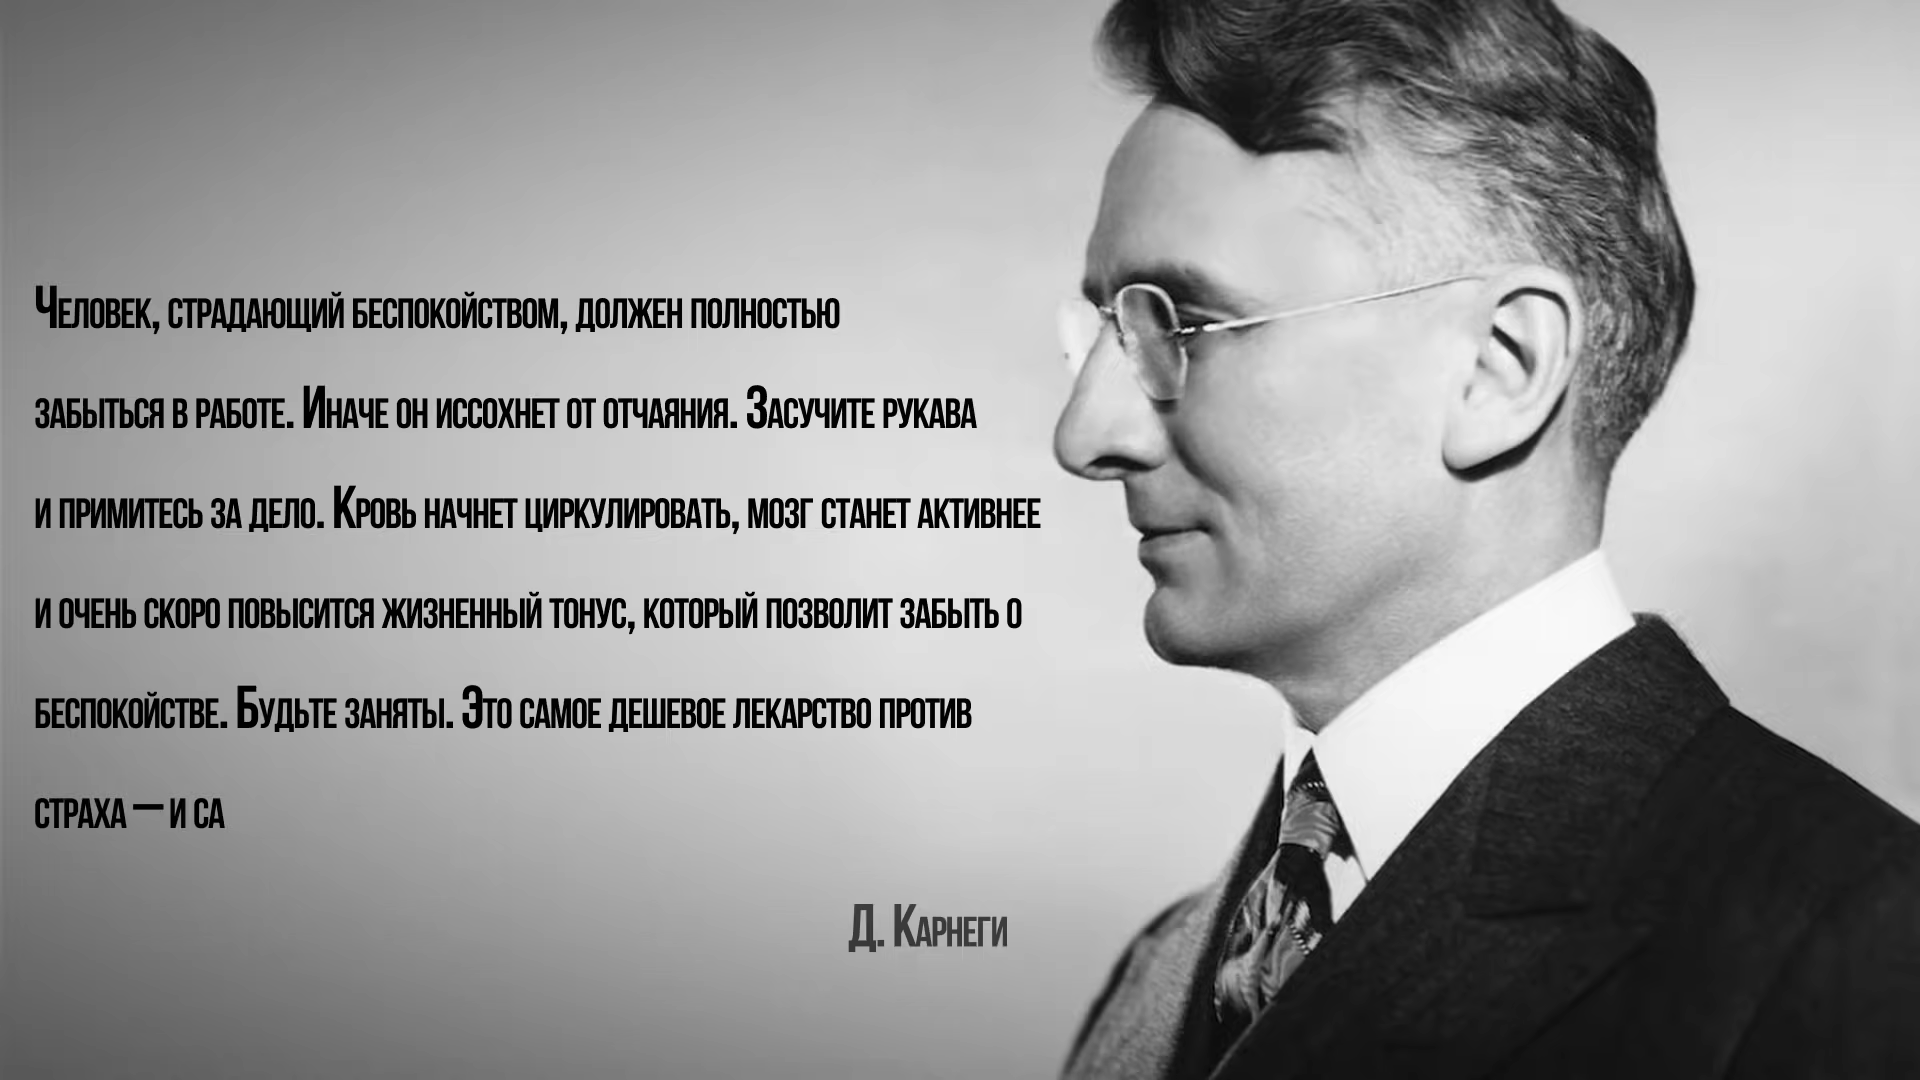 Человек, страдающий беспокойством, должен полностью
забыться в работе. Иначе он иссохнет от отчаяния. Засучите рукава
и примитесь за дело. Кровь начнет циркулировать, мозг станет активнее
и очень скоро повысится жизненный тонус, который позволит забыть о
беспокойстве. Будьте заняты. Это самое дешевое лекарство против
страха — и са
Д. Карнеги